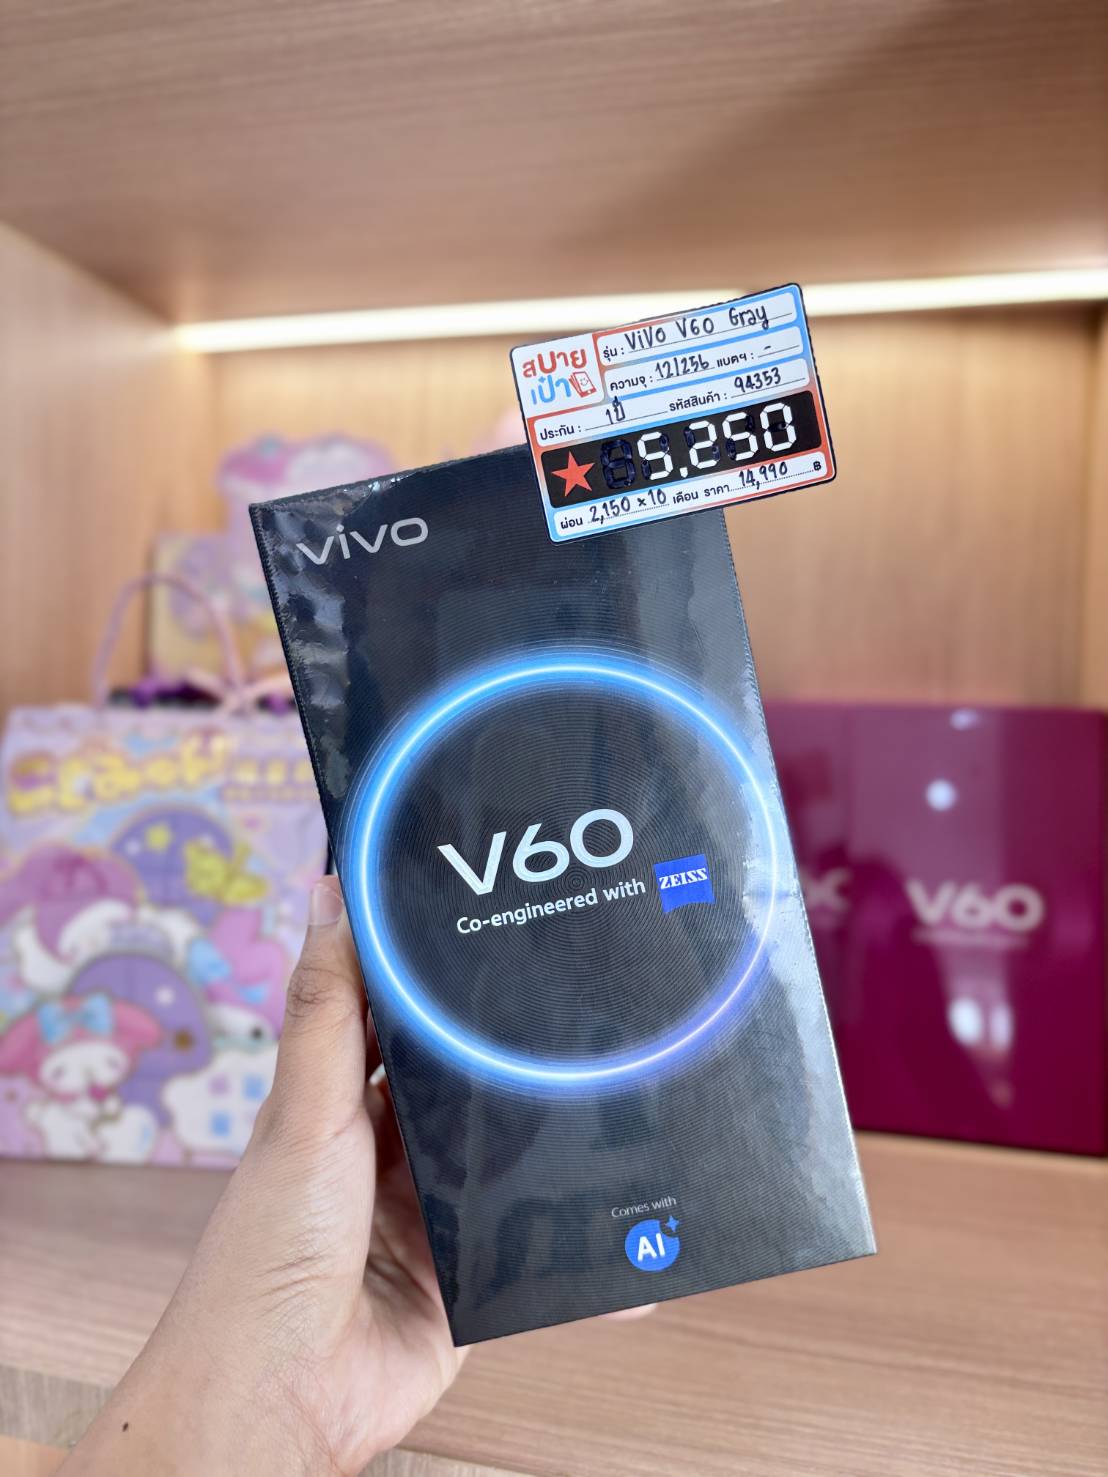 สบาย
เป๋า
รุ่น : ViVo V60 Gray
ความจุ : 12/256 แบตฯ : -
ประกัน : 1ปี รหัสสินค้า : 94353
5.250
ผ่อน 2,150 x 10 เดือน ราคา 14,990 ฿
vivo
V60
Co-engineered with ZEISS
Comes with
AI
V60